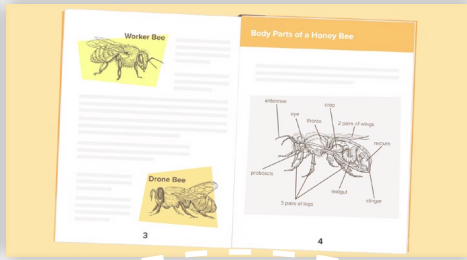 Worker Bee
Drone Bee
3
Body Parts of a Honey Bee
antennae
crop
eye
thorax
2 pairs of wings
rectum
proboscis
midgut
stinger
3 pairs of legs
4